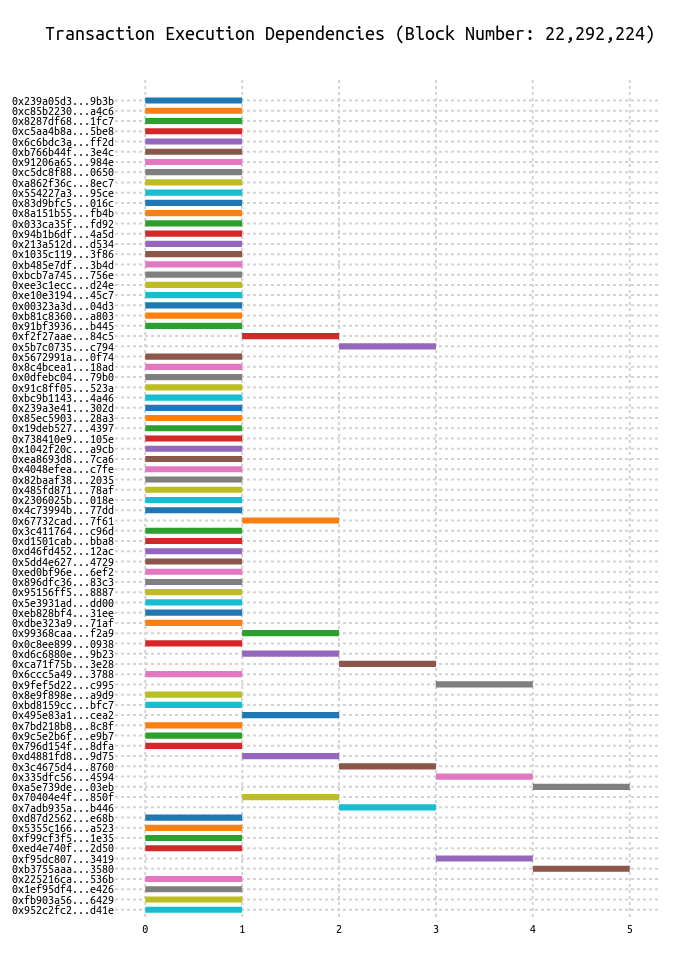 Transaction Execution Dependencies (Block Number: 22,292,224)
0x239a05d3...9b3b
0xc85b2230...a4c6
0x8287df68...1fc7
0xc5aa4b8a...5be8
0x6c6bdc3a...ff2d
0xb766b44f...3e4c
0x91206a65...984e
0xc5dc8f88...0650
0xa862f36c...8ec7
0x554227a3...95ce
0x83d9bfc5...016c
0x8a151b55...fb4b
0x033ca35f...fd92
0x94b1b6df...4a5d
0x213a512d...d534
0x1035c119...3f86
0xb485e7df...3b4d
0xbcb7a745...756e
0xee3c1ecc...d24e
0xe10e3194...45c7
0x00323a3d...04d3
0xb81c8360...a803
0x91bf3936...b445
0xf2f27aae...84c5
0x5b7c0735...c794
0x5672991a...0f74
0x8c4bcea1...18ad
0x0dfebc04...79b0
0x91c8ff05...523a
0xbc9b1143...4a46
0x239a3e41...302d
0x85ec5903...28a3
0x19deb527...4397
0x738410e9...105e
0x1042f20c...a9cb
0xea8693d8...7ca6
0x4048efea...c7fe
0x82baaf38...2035
0x485fd871...78af
0x2306025b...018e
0x4c73994b...77dd
0x67732cad...7f61
0x3c411764...c96d
0xd1501cab...bba8
0xd46fd452...12ac
0x5dd4e627...4729
0xed0bf96e...6ef2
0x896dfc36...83c3
0x95156ff5...8887
0x5e3931ad...dd00
0xeb828bf4...31ee
0xdbe323a9...71af
0x99368caa...f2a9
0x0c8ee899...0938
0xd6c6880e...9b23
0xca71f75b...3e28
0x6ccc5a49...3788
0x9fef5d22...c995
0x8e9f898e...a9d9
0xbd8159cc...bfc7
0x495e83a1...cea2
0x7bd218b8...8c8f
0x9c5e2b6f...e9b7
0x796d154f...8dfa
0xd4881fd8...9d75
0x3c4675d4...8760
0x335dfc56...4594
0xa5e739de...03eb
0x70404e4f...850f
0x7adb935a...b446
0xd87d2562...e68b
0x5355c166...a523
0xf99cf3f5...1e35
0xed4e740f...2d50
0xf95dc807...3419
0xb3755aaa...3580
0x225216ca...536b
0x1ef95df4...e426
0xfb903a56...6429
0x952c2fc2...d41e
0 1 2 3 4 5